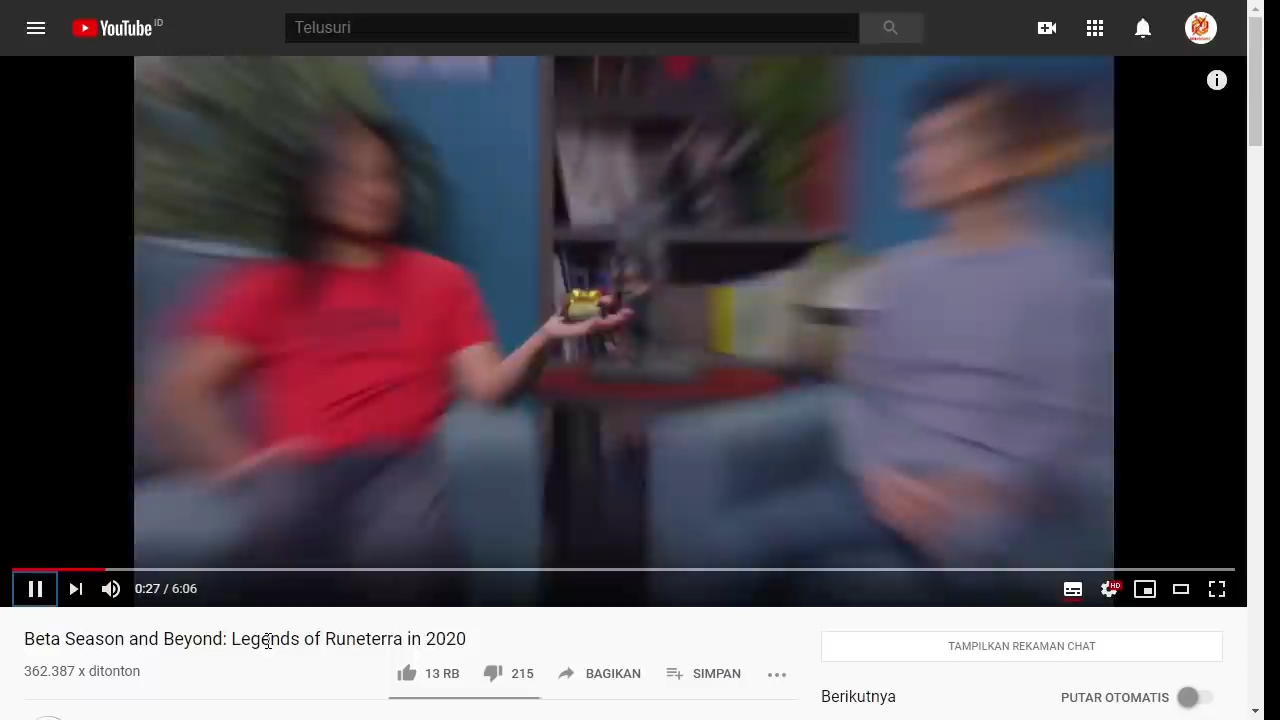 YouTube ID
Telusuri
0:27 / 6:06
HD
Beta Season and Beyond: Legends of Runeterra in 2020
362.387 x ditonton
13 RB
215
BAGIKAN
SIMPAN
TAMPILKAN REKAMAN CHAT
Berikutnya
PUTAR OTOMATIS